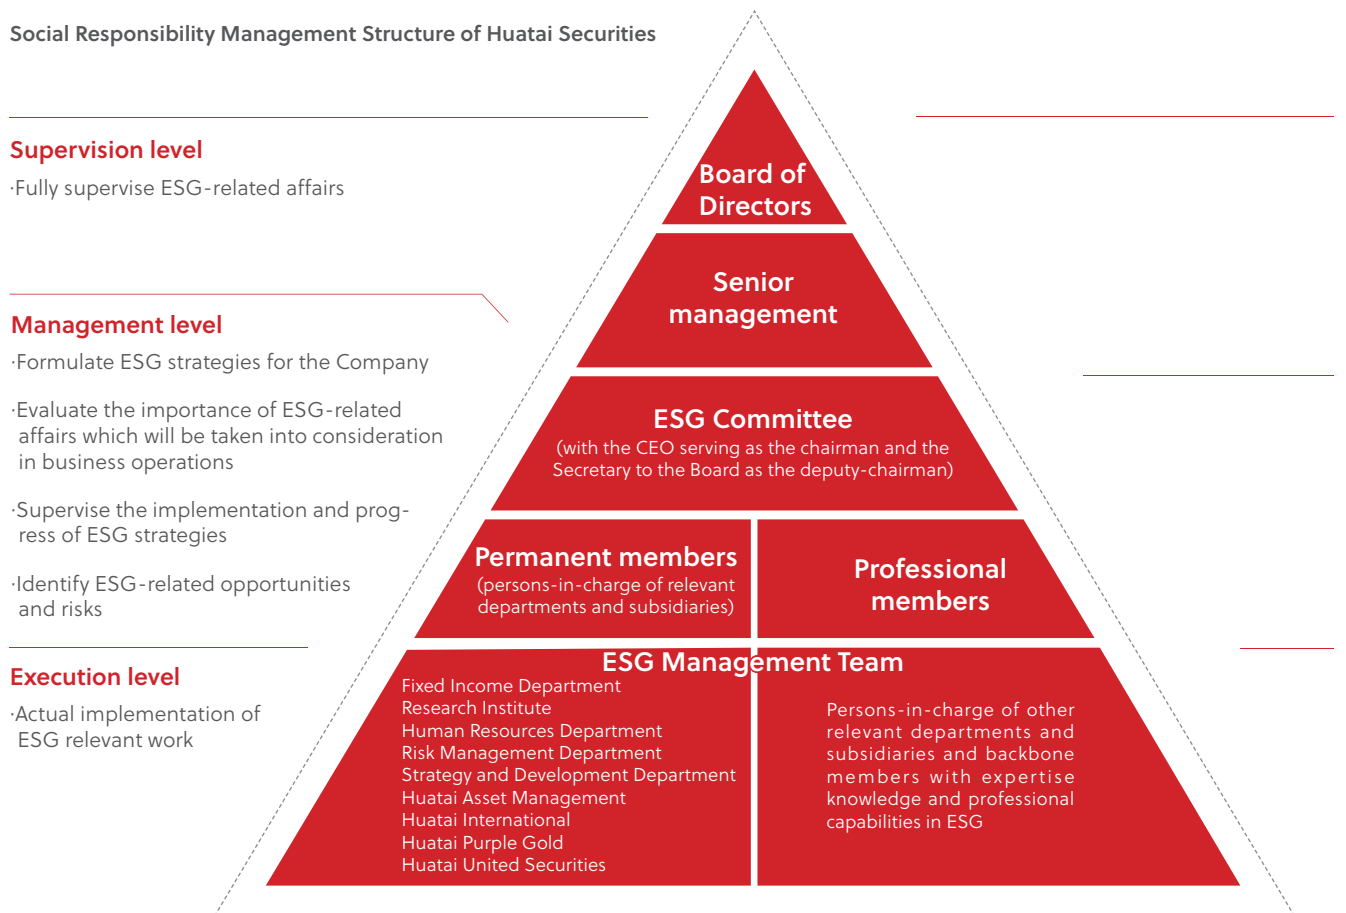 Social Responsibility Management Structure of Huatai Securities
Supervision level
·Fully supervise ESG-related affairs
Management level
·Formulate ESG strategies for the Company
·Evaluate the importance of ESG-related
affairs which will be taken into consideration
in business operations
·Supervise the implementation and prog-
ress of ESG strategies
·Identify ESG-related opportunities
and risks
Execution level
·Actual implementation of
ESG relevant work
Board of
Directors
Senior
management
ESG Committee
(with the CEO serving as the chairman and the
Secretary to the Board as the deputy-chairman)
Permanent members
(persons-in-charge of relevant
departments and subsidiaries)
Professional
members
ESG Management Team
Fixed Income Department
Research Institute
Human Resources Department
Risk Management Department
Strategy and Development Department
Huatai Asset Management
Huatai International
Huatai Purple Gold
Huatai United Securities
Persons-in-charge of other
relevant departments and
subsidiaries and backbone
members with expertise
knowledge and professional
capabilities in ESG